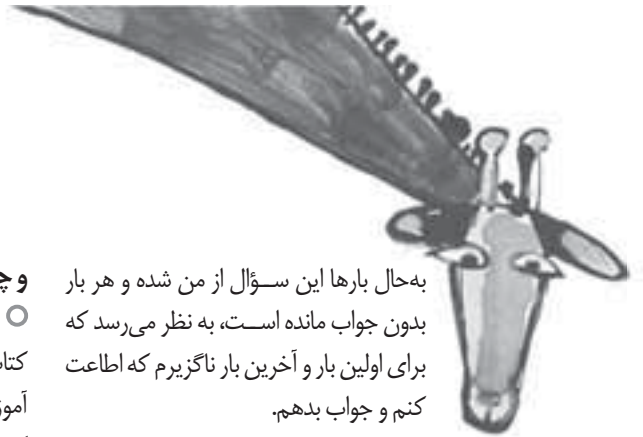 به‌حال بارها این سؤال از من شده و هر بار
بدون جواب مانده است، به نظر می‌رسد که
برای اولین بار و آخرین بار ناگزیرم که اطاعت
کنم و جواب بدهم.